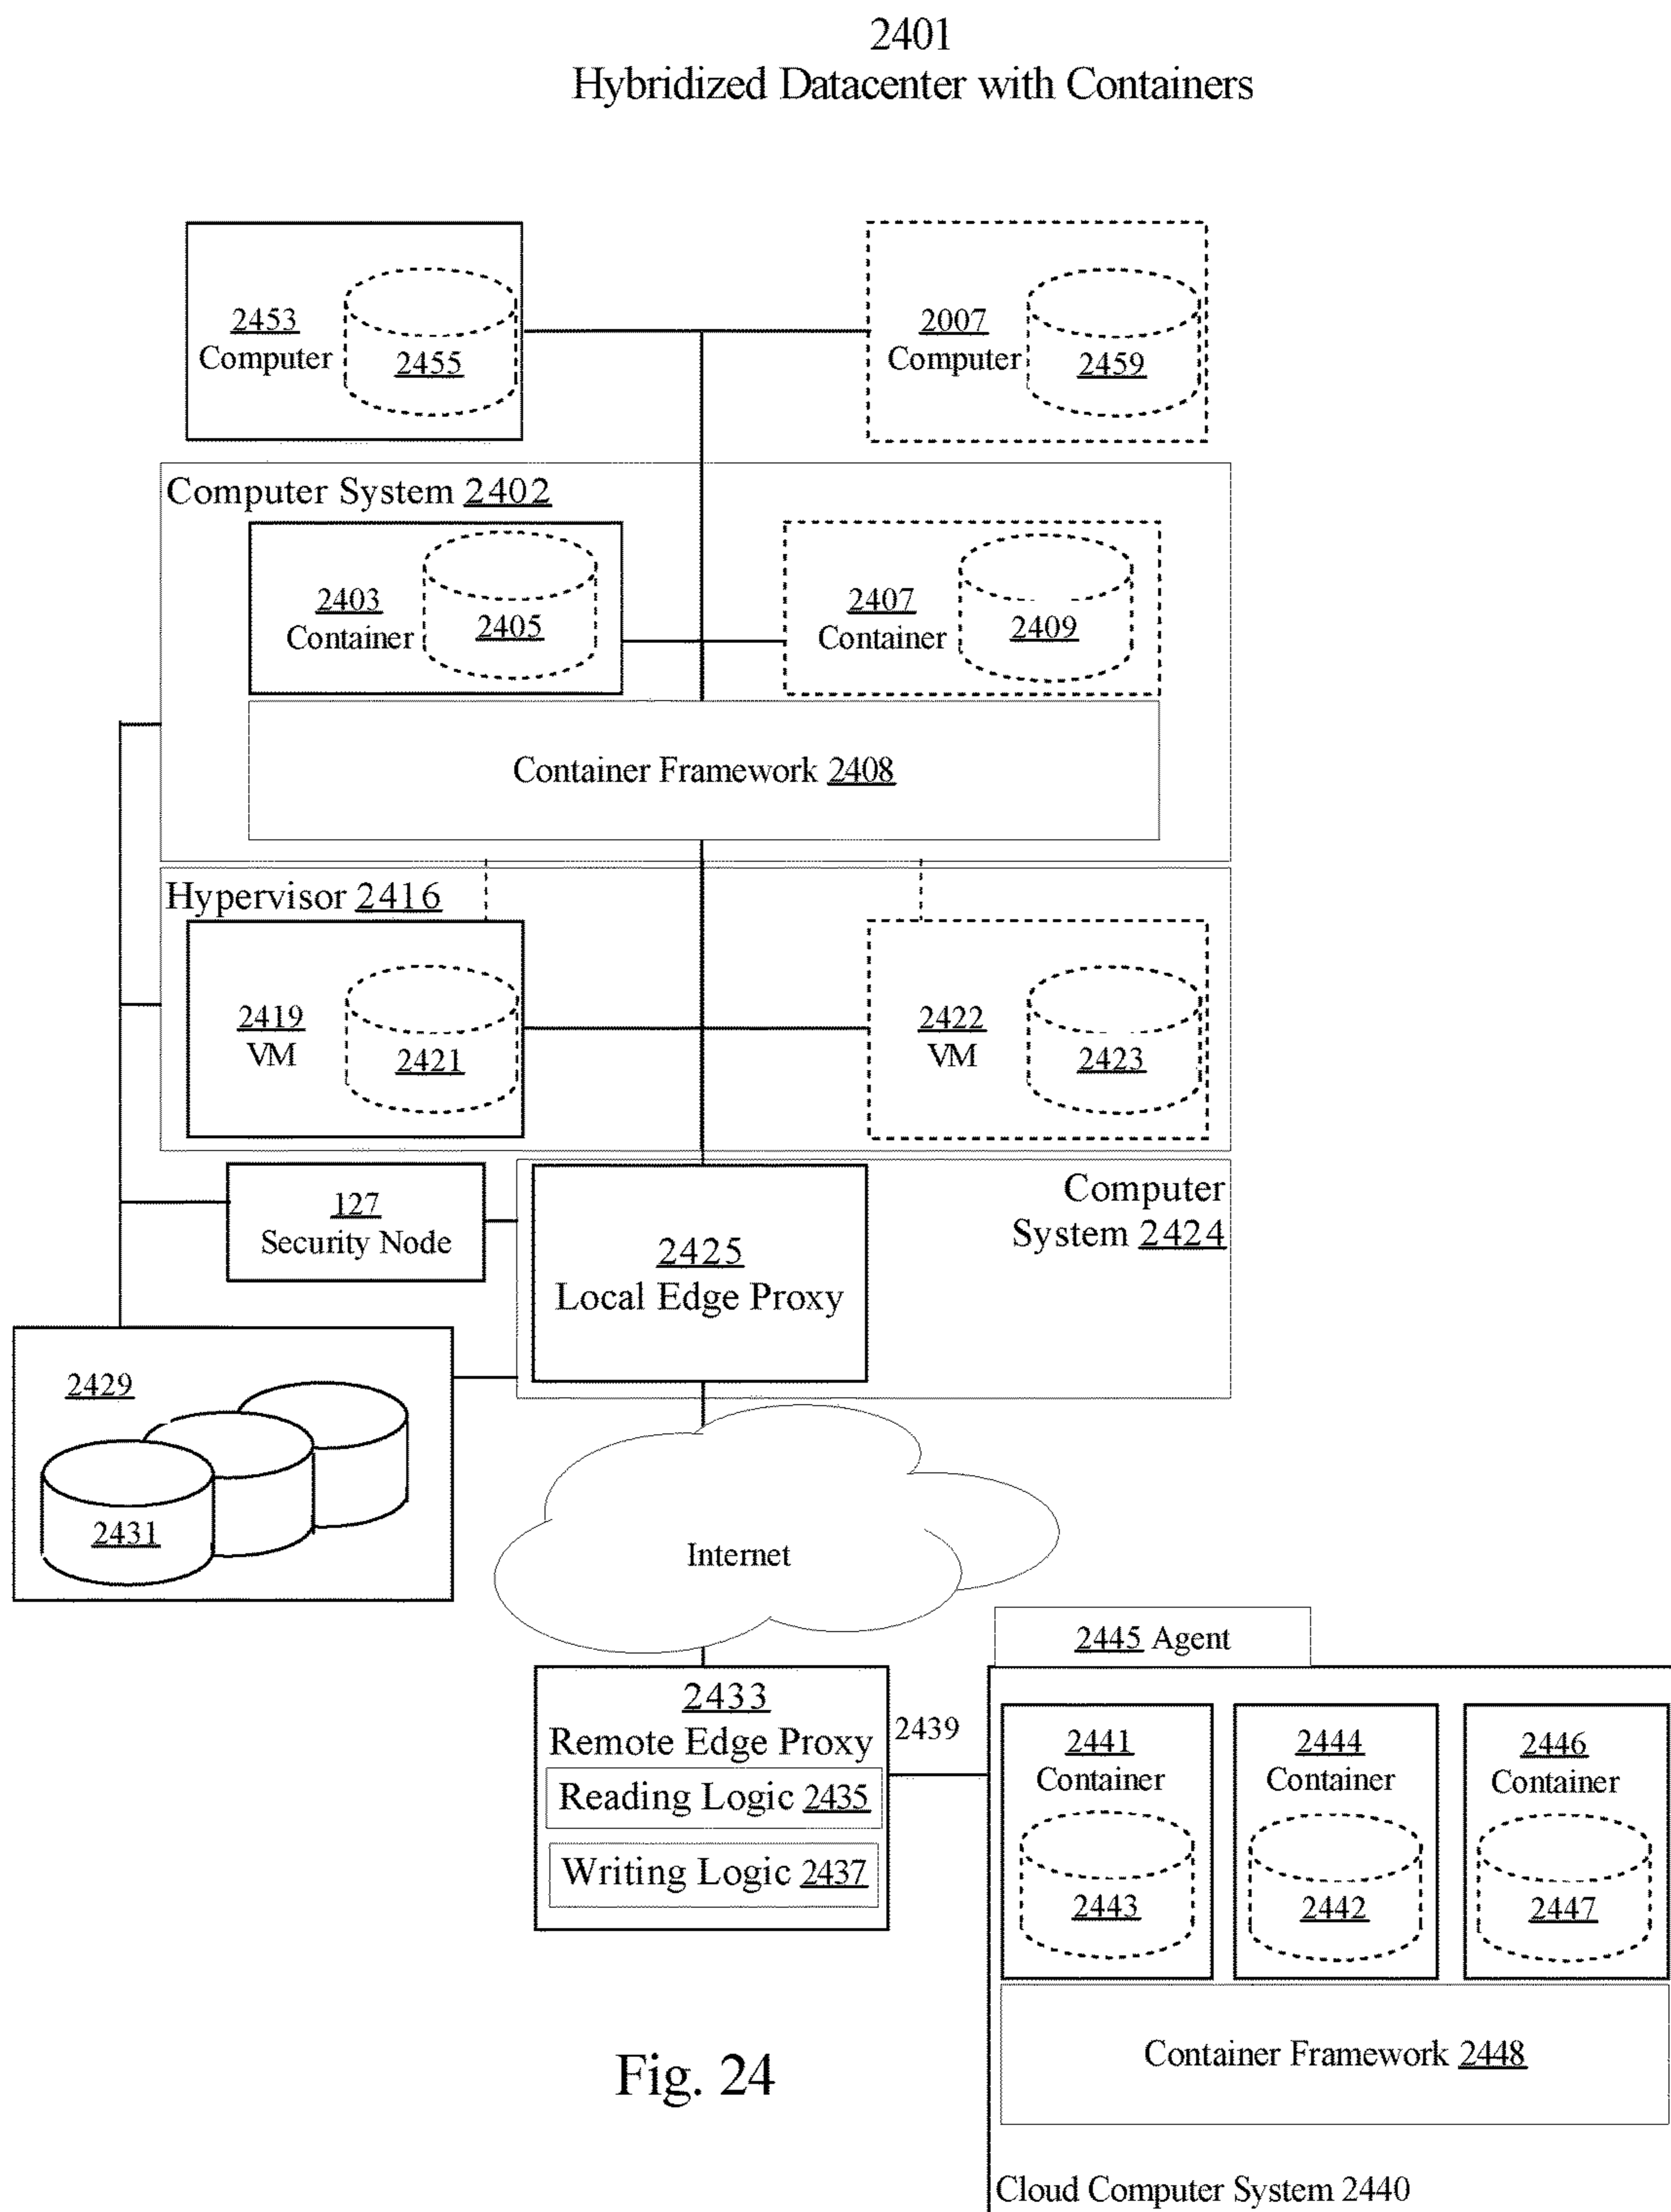 2401
Hybridized Datacenter with Containers
2453
Computer
2455
2007
Computer
2459
Computer System 2402
2403
Container
2405
2407
Container
2409
Container Framework 2408
Hypervisor 2416
2419
VM
2421
2422
VM
2423
127
Security Node
2425
Local Edge Proxy
Computer
System 2424
2429
2431
Internet
2445 Agent
2433
Remote Edge Proxy
Reading Logic 2435
Writing Logic 2437
2439
2441
Container
2443
2444
Container
2442
2446
Container
2447
Container Framework 2448
Cloud Computer System 2440
Fig. 24